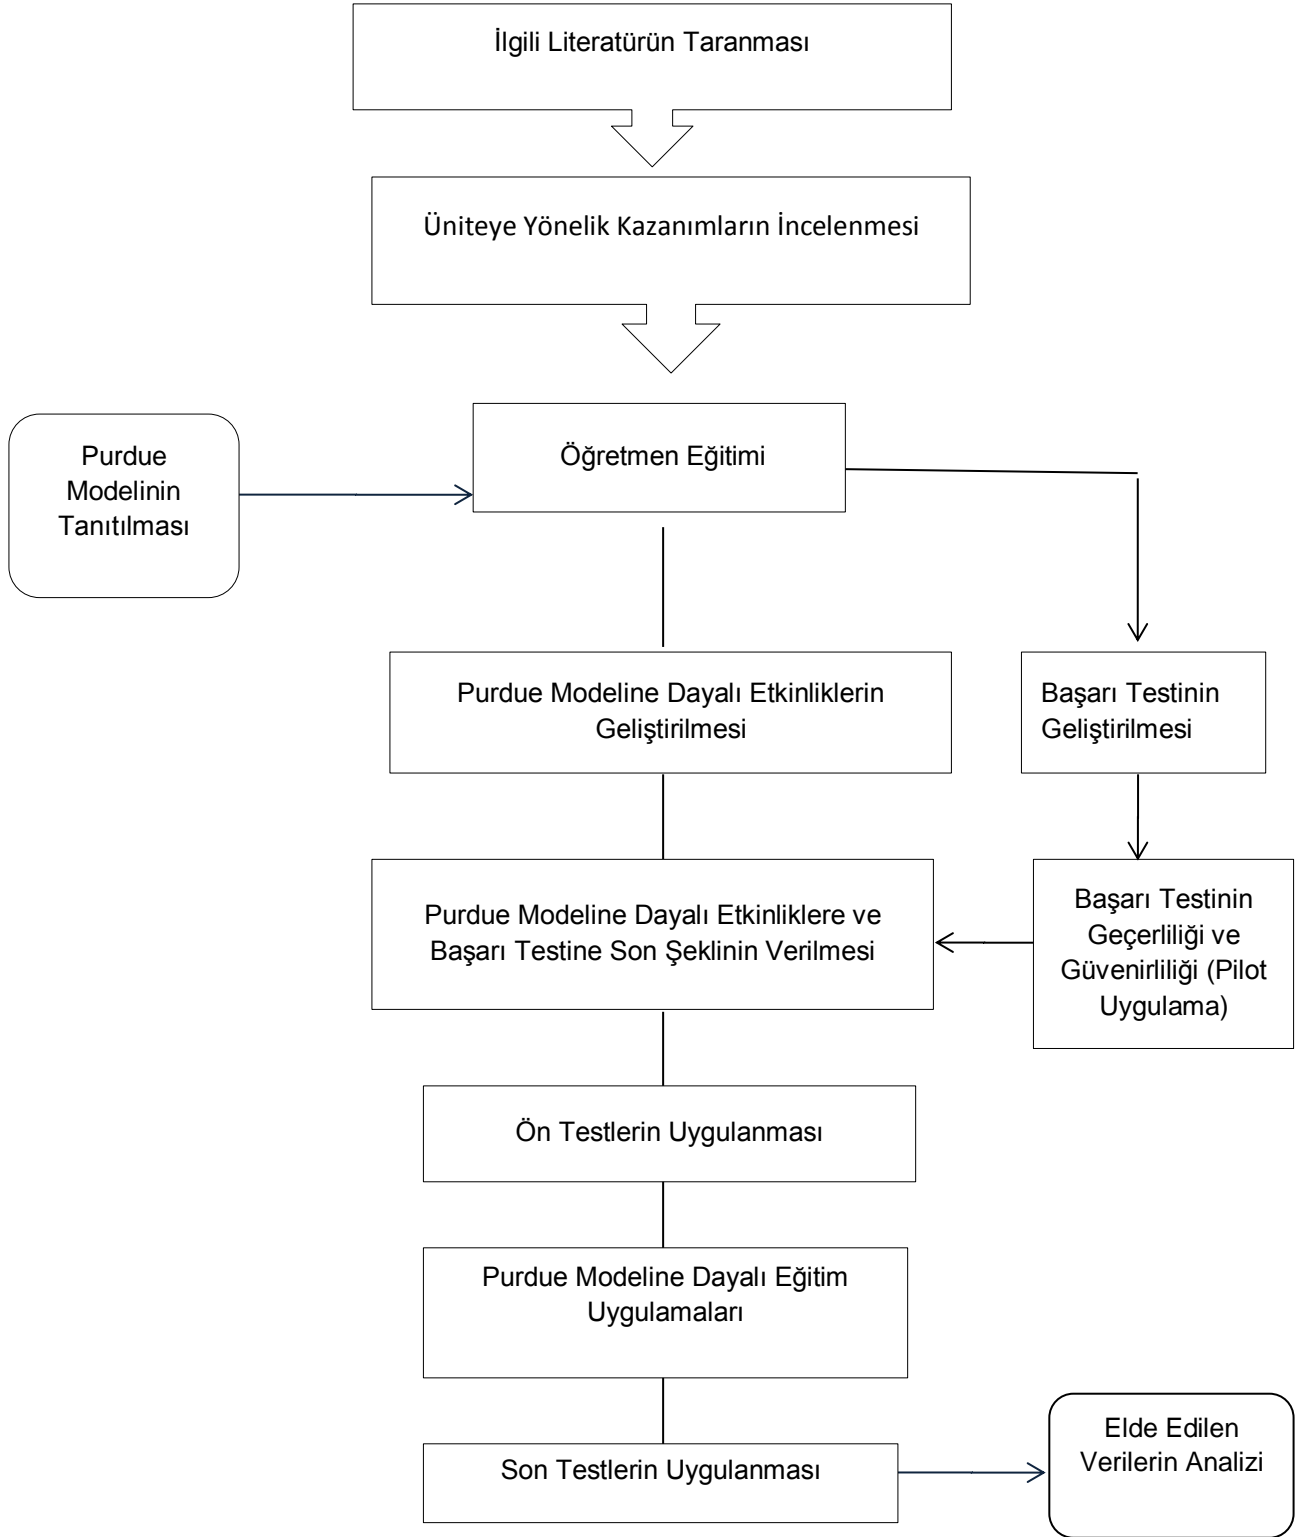 İlgili Literatürün Taranması
Üniteye Yönelik Kazanımların İncelenmesi
Purdue
Modelinin
Tanıtılması
Öğretmen Eğitimi
Purdue Modeline Dayalı Etkinliklerin
Geliştirilmesi
Başarı Testinin
Geliştirilmesi
Purdue Modeline Dayalı Etkinliklere ve
Başarı Testine Son Şeklinin Verilmesi
Başarı Testinin
Geçerliliği ve
Güvenirliliği (Pilot
Uygulama)
Ön Testlerin Uygulanması
Purdue Modeline Dayalı Eğitim
Uygulamaları
Son Testlerin Uygulanması
Elde Edilen
Verilerin Analizi